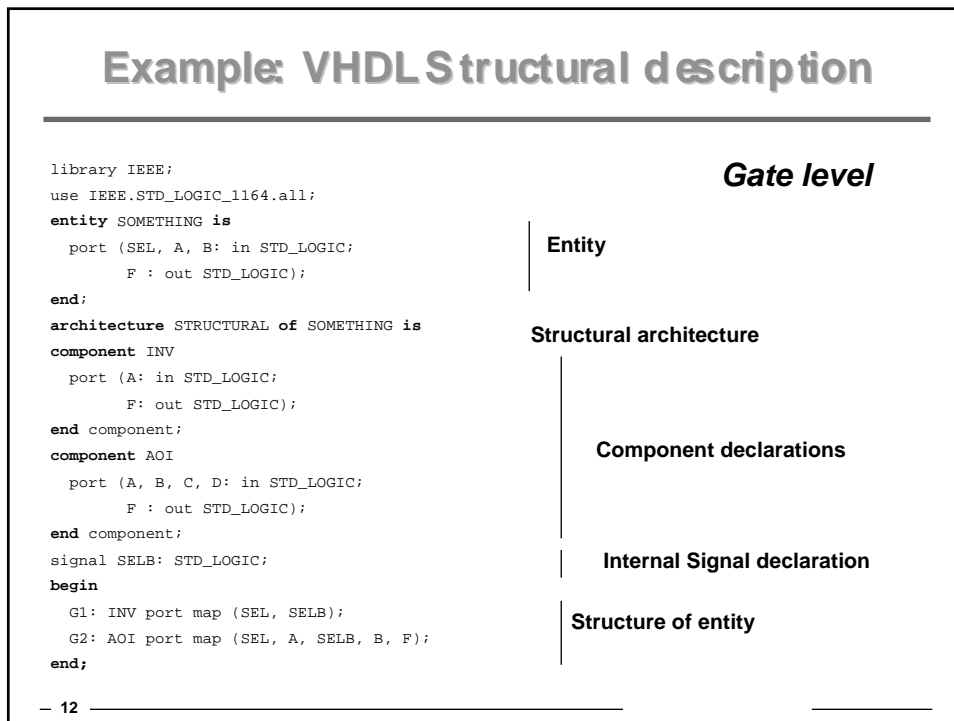 Example: VHDL Structural description
Gate level
library IEEE;
use IEEE.STD_LOGIC_1164.all;
entity SOMETHING is
port (SEL, A, B: in STD_LOGIC;
F : out STD_LOGIC);
end;
Entity
architecture STRUCTURAL of SOMETHING is
Structural architecture
component INV
port (A: in STD_LOGIC;
F: out STD_LOGIC);
end component;
component AOI
port (A, B, C, D: in STD_LOGIC;
F : out STD_LOGIC);
end component;
Component declarations
signal SELB: STD_LOGIC;
Internal Signal declaration
begin
G1: INV port map (SEL, SELB);
G2: AOI port map (SEL, A, SELB, B, F);
end;
Structure of entity
12